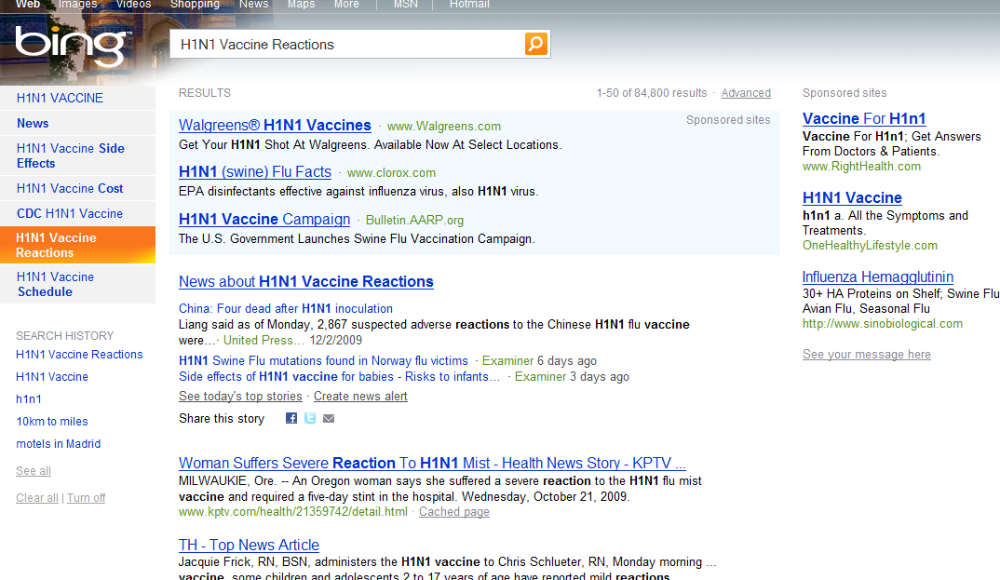 Web Images Videos Shopping News Maps More | MSN | Hotmail
bing™
H1N1 Vaccine Reactions
H1N1 VACCINE
News
H1N1 Vaccine Side
Effects
H1N1 Vaccine Cost
CDC H1N1 Vaccine
H1N1 Vaccine
Reactions
H1N1 Vaccine
Schedule
SEARCH HISTORY
H1N1 Vaccine Reactions
H1N1 Vaccine
h1n1
10km to miles
motels in Madrid
See all
Clear all | Turn off
RESULTS
1-50 of 84,800 results · Advanced
Sponsored sites
Walgreens® H1N1 Vaccines · www.Walgreens.com
Get Your H1N1 Shot At Walgreens. Available Now At Select Locations.
H1N1 (swine) Flu Facts · www.clorox.com
EPA disinfectants effective against influenza virus, also H1N1 virus.
H1N1 Vaccine Campaign · Bulletin.AARP.org
The U.S. Government Launches Swine Flu Vaccination Campaign.
News about H1N1 Vaccine Reactions
China: Four dead after H1N1 inoculation
Liang said as of Monday, 2,867 suspected adverse reactions to the Chinese H1N1 flu vaccine
were... · United Press... 12/2/2009
H1N1 Swine Flu mutations found in Norway flu victims · Examiner 6 days ago
Side effects of H1N1 vaccine for babies - Risks to infants... · Examiner 3 days ago
See today's top stories · Create news alert
Share this story
Woman Suffers Severe Reaction To H1N1 Mist - Health News Story - KPTV ...
MILWAUKIE, Ore. -- An Oregon woman says she suffered a severe reaction to the H1N1 flu mist
vaccine and required a five-day stint in the hospital. Wednesday, October 21, 2009.
www.kptv.com/health/21359742/detail.html · Cached page
TH - Top News Article
Jacquie Frick, RN, BSN, administers the H1N1 vaccine to Chris Schlueter, RN, Monday morning ...
vaccine, some children and adolescents 2 to 17 years of age have reported mild reactions
Sponsored sites
Vaccine For H1n1
Vaccine For H1n1; Get Answers
From Doctors & Patients.
www.RightHealth.com
H1N1 Vaccine
h1n1 a. All the Symptoms and
Treatments.
OneHealthyLifestyle.com
Influenza Hemagglutinin
30+ HA Proteins on Shelf; Swine Flu
Avian Flu, Seasonal Flu
http://www.sinobiological.com
See your message here